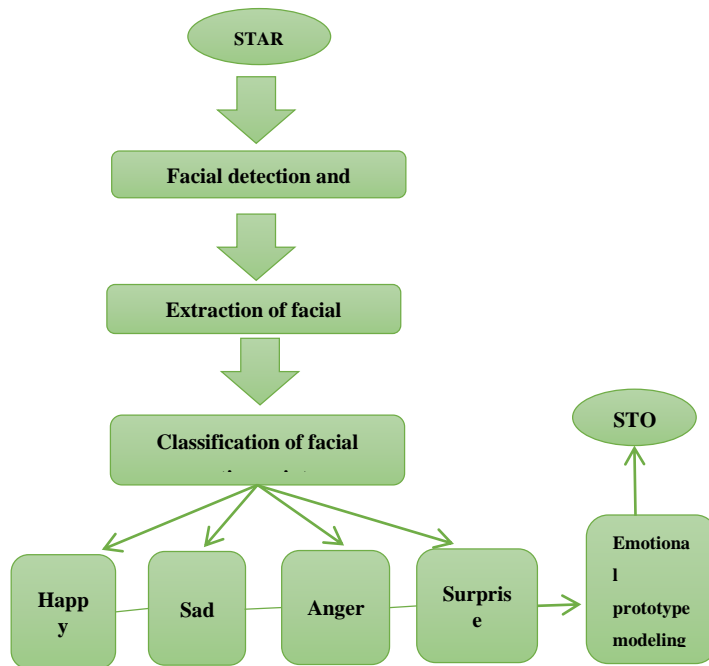 STAR
Facial detection and
Extraction of facial
Classification of facial
STO
Happ
y
Sad
Anger
Surpris
e
Emotiona
l
prototype
modeling